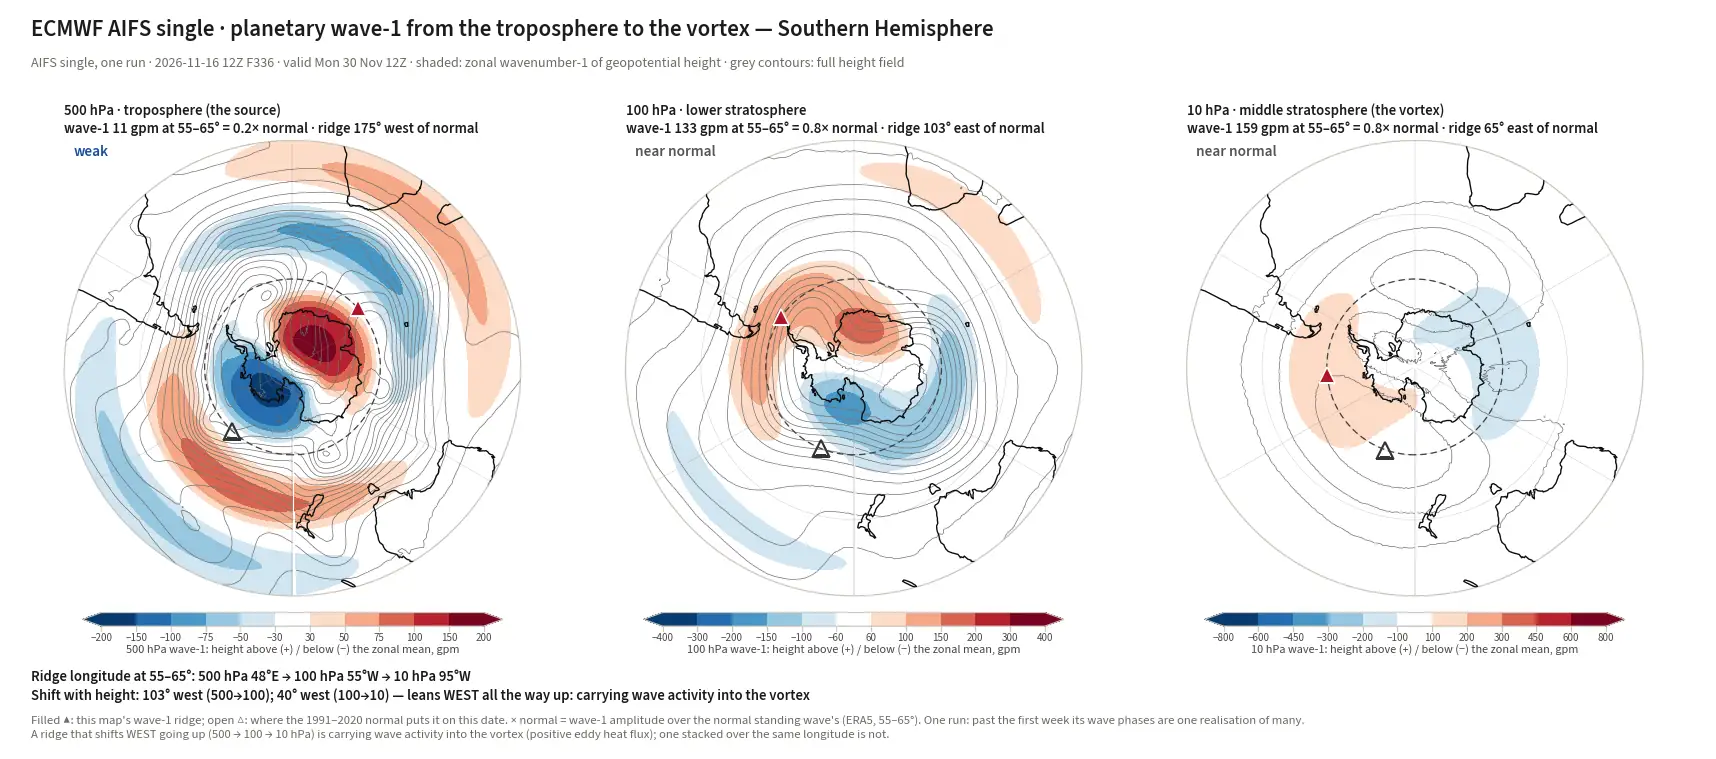 ECMWF AIFS single · planetary wave-1 from the troposphere to the vortex — Southern Hemisphere
AIFS single, one run · 2026-11-16 12Z F336 · valid Mon 30 Nov 12Z · shaded: zonal wavenumber-1 of geopotential height · grey contours: full height field
500 hPa · troposphere (the source)
wave-1 11 gpm at 55–65° = 0.2× normal · ridge 175° west of normal
weak
100 hPa · lower stratosphere
wave-1 133 gpm at 55–65° = 0.8× normal · ridge 103° east of normal
near normal
10 hPa · middle stratosphere (the vortex)
wave-1 159 gpm at 55–65° = 0.8× normal · ridge 65° east of normal
near normal
−200 −150 −100 −75 −50 −30 30 50 75 100 150 200
500 hPa wave-1: height above (+) / below (−) the zonal mean, gpm
−400 −300 −200 −150 −100 −60 60 100 150 200 300 400
100 hPa wave-1: height above (+) / below (−) the zonal mean, gpm
−800 −600 −450 −300 −200 −100 100 200 300 450 600 800
10 hPa wave-1: height above (+) / below (−) the zonal mean, gpm
Ridge longitude at 55–65°: 500 hPa 48°E → 100 hPa 55°W → 10 hPa 95°W
Shift with height: 103° west (500→100); 40° west (100→10) — leans WEST all the way up: carrying wave activity into the vortex
Filled ▲: this map's wave-1 ridge; open △: where the 1991–2020 normal puts it on this date. × normal = wave-1 amplitude over the normal standing wave's (ERA5, 55–65°). One run: past the first week its wave phases are one realisation of many.
A ridge that shifts WEST going up (500 → 100 → 10 hPa) is carrying wave activity into the vortex (positive eddy heat flux); one stacked over the same longitude is not.